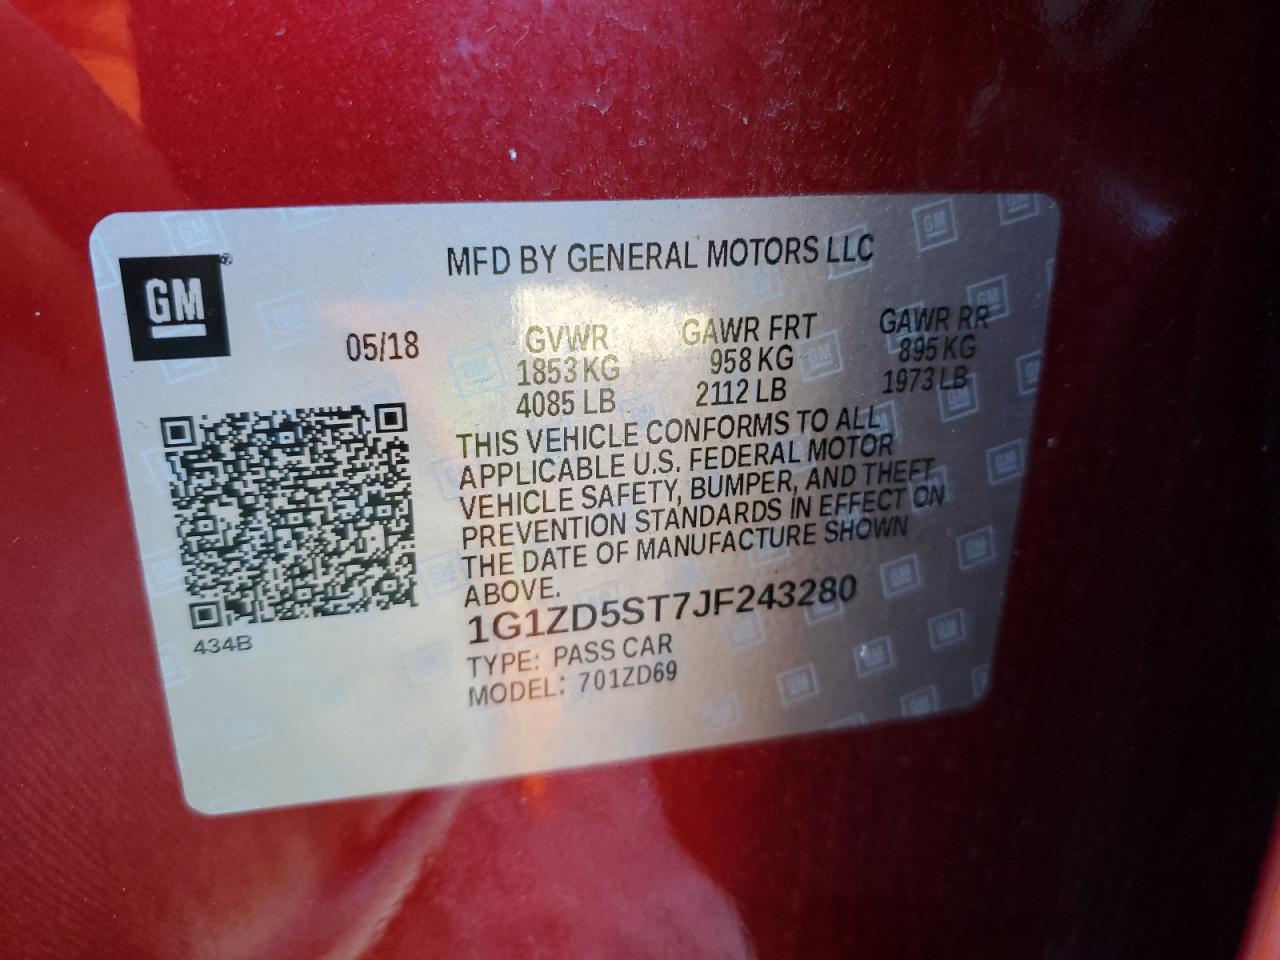 GM®
MFD BY GENERAL MOTORS LLC
05/18
GVWR GAWR FRT GAWR RR
1853 KG 958 KG 895 KG
4085 LB 2112 LB 1973 LB
THIS VEHICLE CONFORMS TO ALL
APPLICABLE U.S. FEDERAL MOTOR
VEHICLE SAFETY, BUMPER, AND THEFT
PREVENTION STANDARDS IN EFFECT ON
THE DATE OF MANUFACTURE SHOWN
ABOVE.
1G1ZD5ST7JF243280
TYPE: PASS CAR
MODEL: 701ZD69
434B